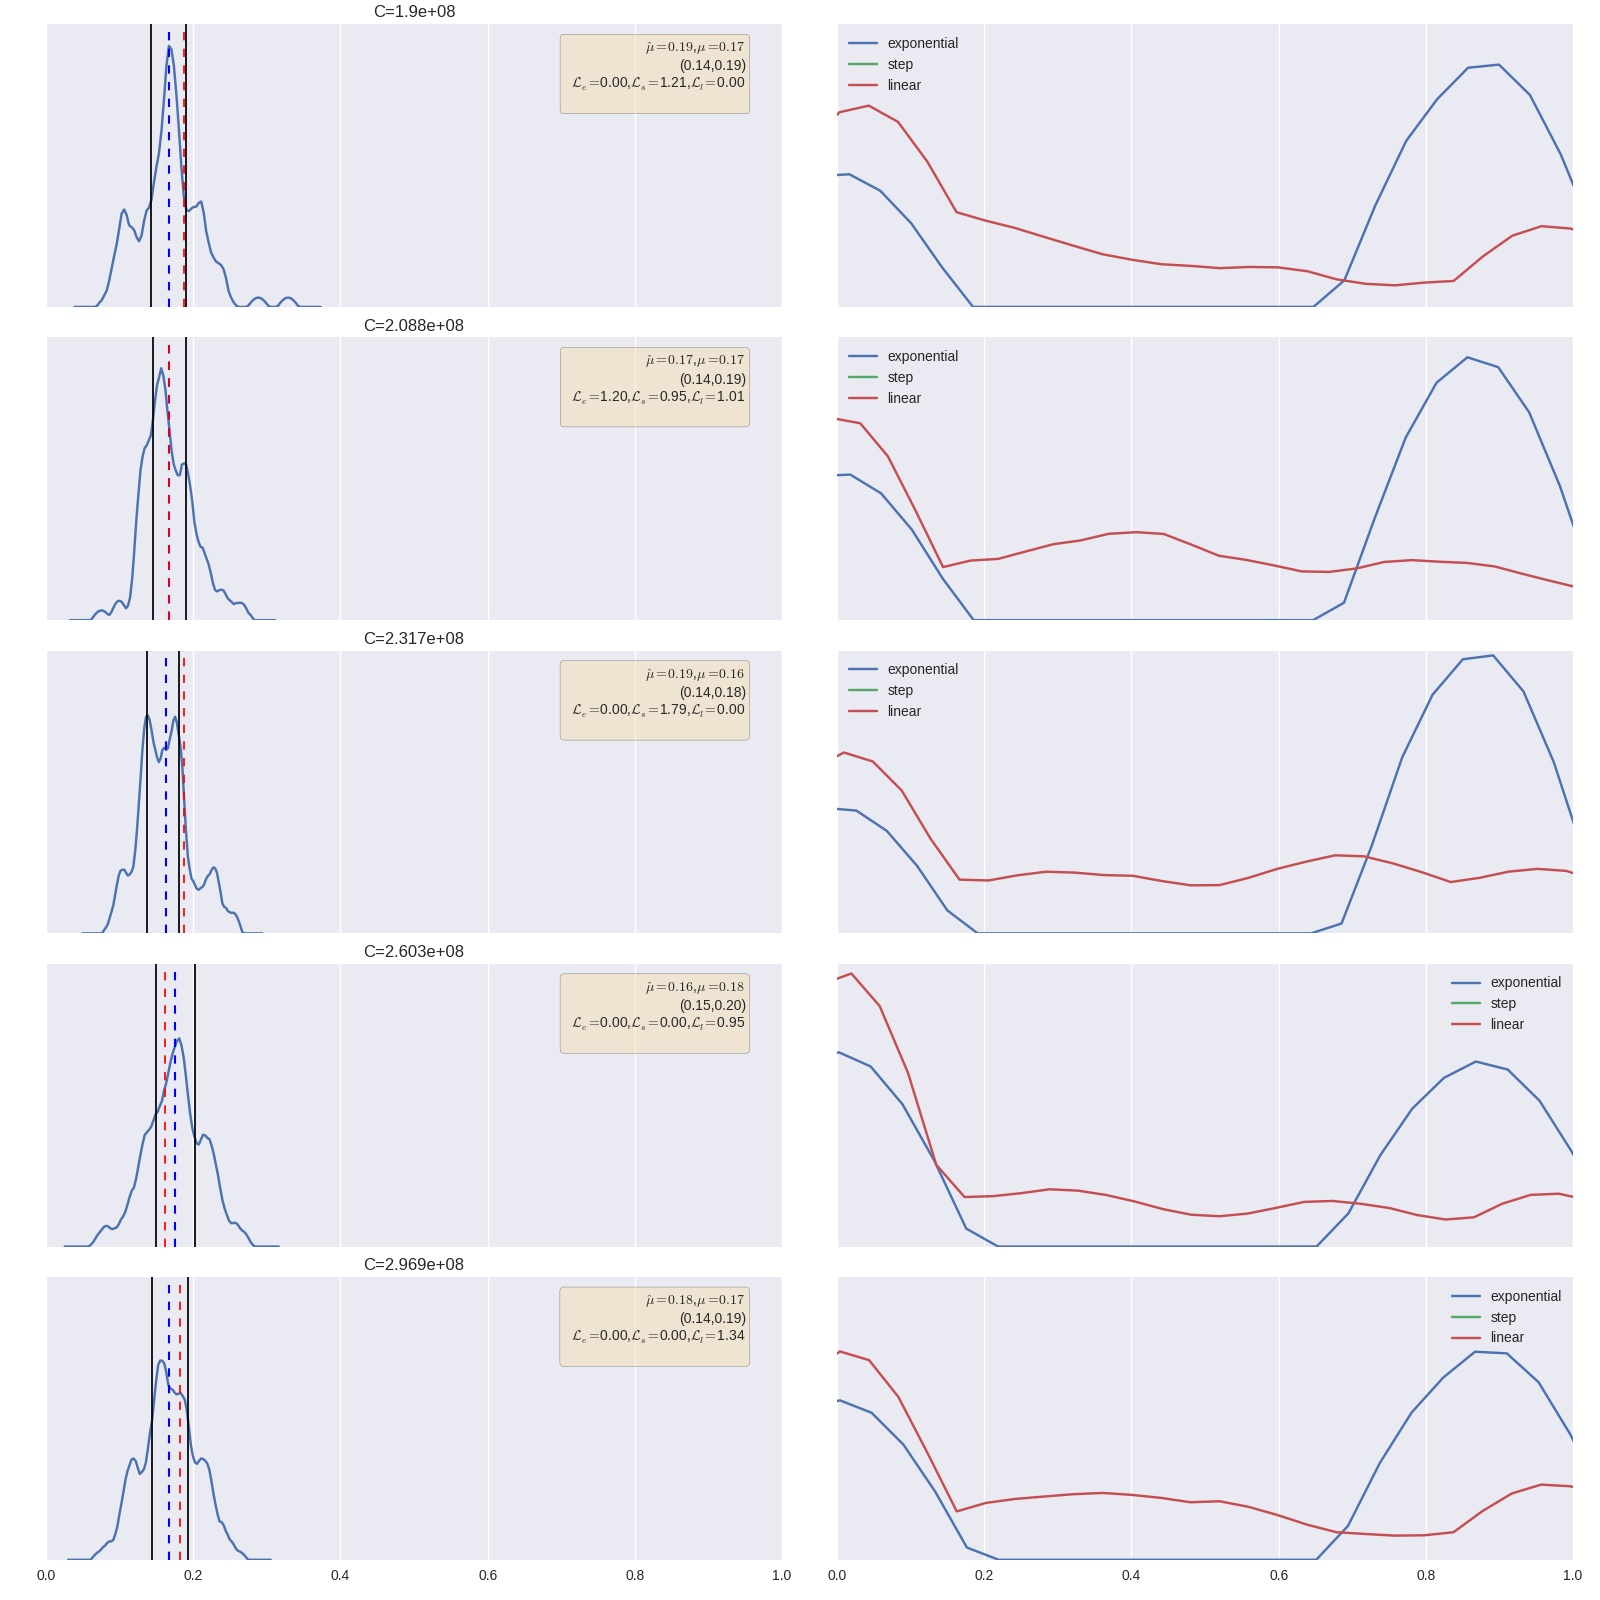 C=1.9e+08
μ̂=0.19,μ=0.17
(0.14,0.19)
ℒₑ=0.00,ℒₛ=1.21,ℒₗ=0.00
exponential
step
linear
C=2.088e+08
μ̂=0.17,μ=0.17
(0.14,0.19)
ℒₑ=1.20,ℒₛ=0.95,ℒₗ=1.01
exponential
step
linear
C=2.317e+08
μ̂=0.19,μ=0.16
(0.14,0.18)
ℒₑ=0.00,ℒₛ=1.79,ℒₗ=0.00
exponential
step
linear
C=2.603e+08
μ̂=0.16,μ=0.18
(0.15,0.20)
ℒₑ=0.00,ℒₛ=0.00,ℒₗ=0.95
exponential
step
linear
C=2.969e+08
μ̂=0.18,μ=0.17
(0.14,0.19)
ℒₑ=0.00,ℒₛ=0.00,ℒₗ=1.34
exponential
step
linear
0.0 0.2 0.4 0.6 0.8 1.0
0.0 0.2 0.4 0.6 0.8 1.0